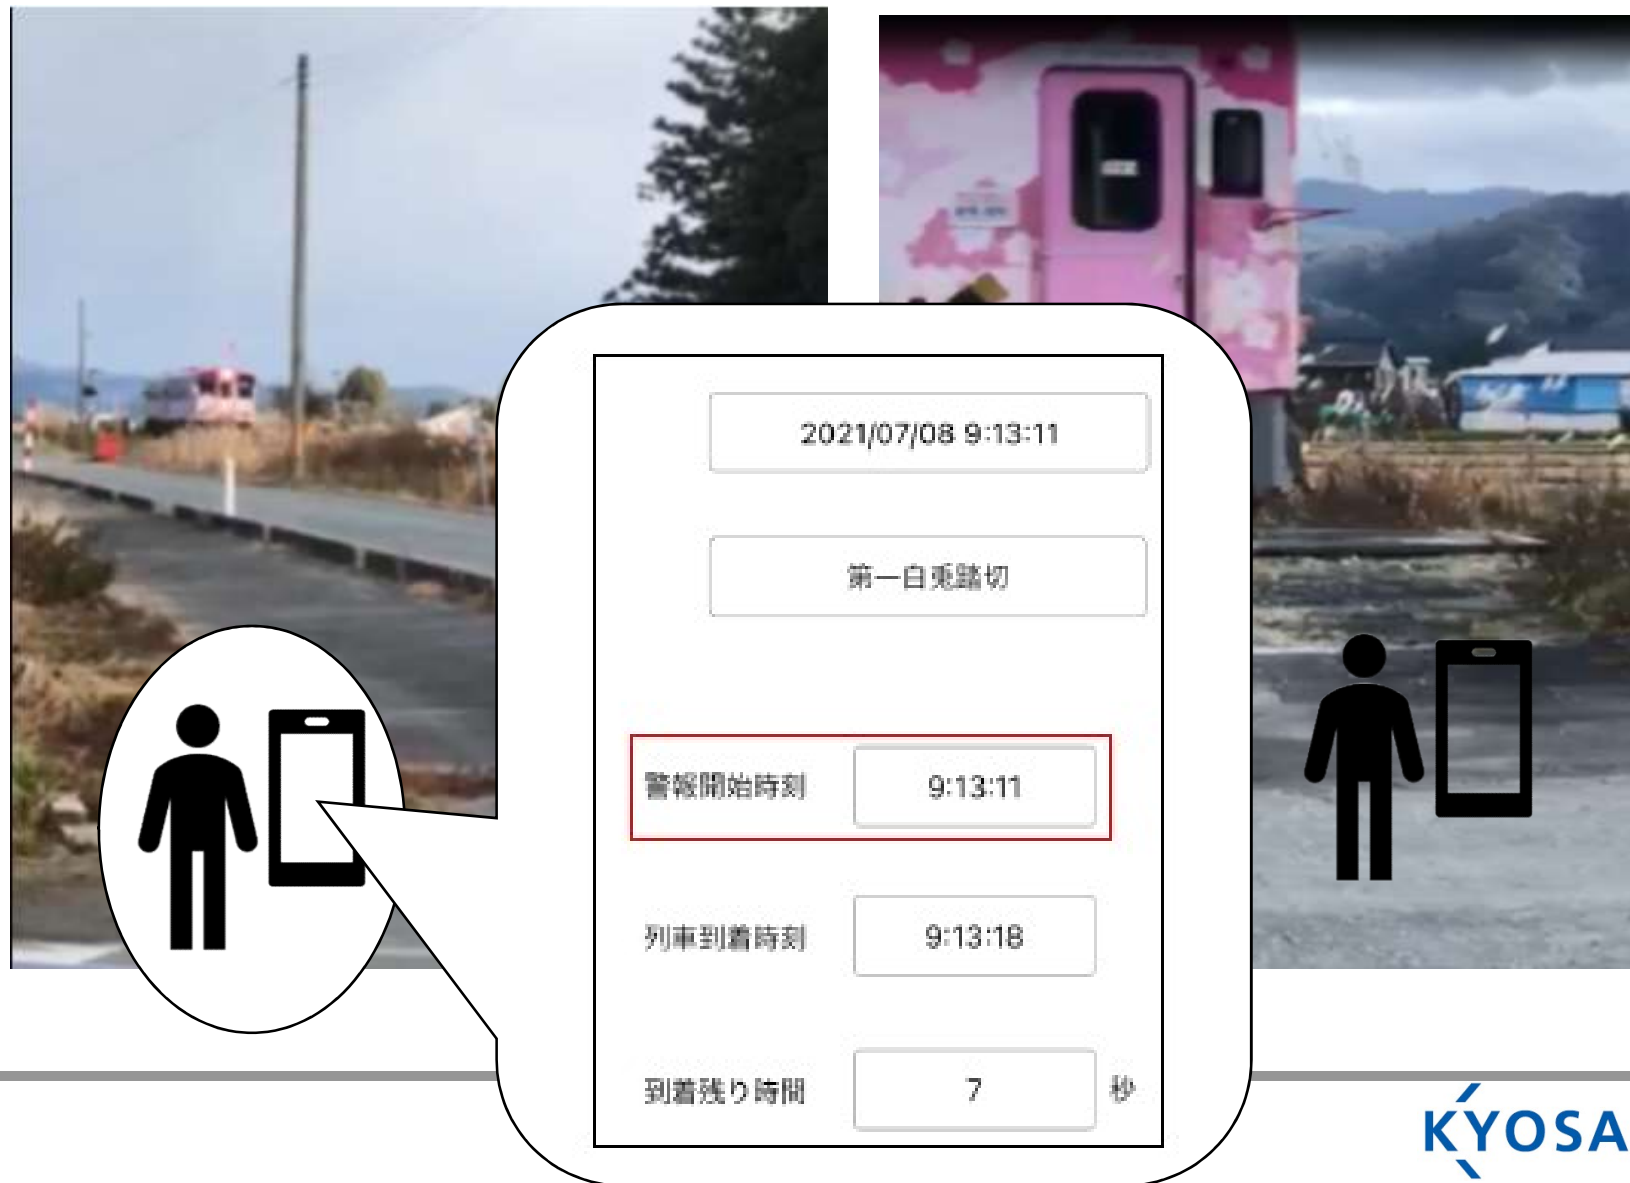 2021/07/08 9:13:11
第一白兎踏切
警報開始時刻 9:13:11
列車到着時刻 9:13:18
到着残り時間 7 秒
KYOSA